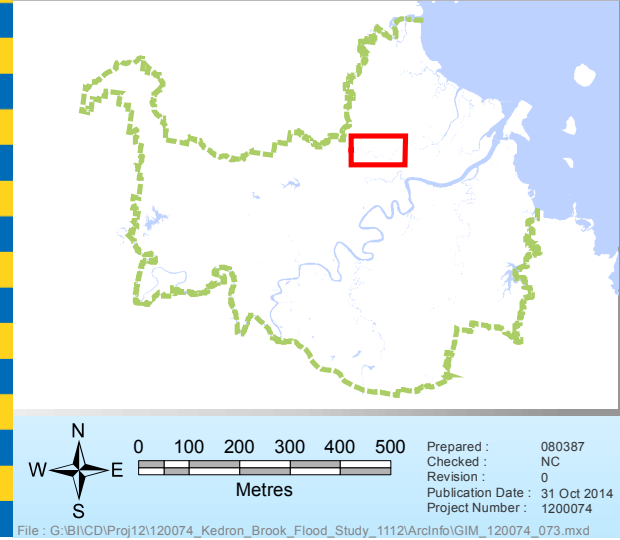 N
W E
S
0 100 200 300 400 500
Metres
Prepared : 080387
Checked : NC
Revision : 0
Publication Date : 31 Oct 2014
Project Number : 1200074
File : G:\BI\CD\Proj12\120074_Kedron_Brook_Flood_Study_1112\ArcInfo\GIM_120074_073.mxd